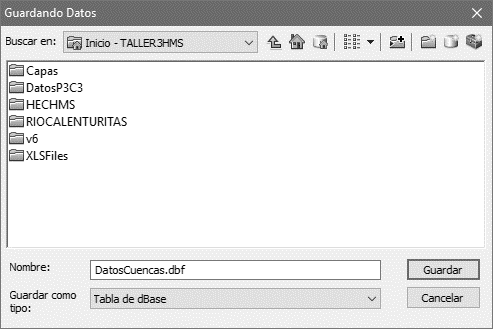 Guardando Datos
Buscar en: Inicio - TALLER3HMS
Capas
DatosP3C3
HECHMS
RIOCALENTURITAS
v6
XLSFiles
Nombre: DatosCuencas.dbf Guardar
Guardar como tipo: Tabla de dBase Cancelar